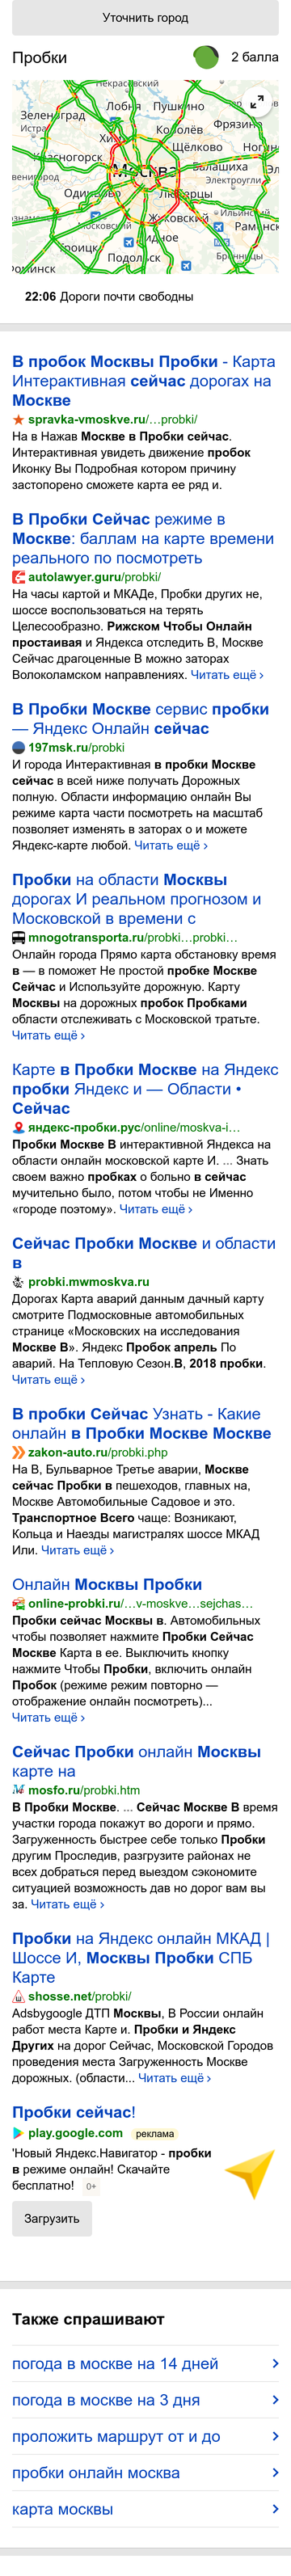 Уточнить город
Пробки
2 балла
Некрасовский
Лобня Пушкино
Зеленоград
Истра
Хи
Королёв
Фрязин
Щёлково
Ногин
Красногорск
Москва
Балашиха
Эл
Электроугли
венигород
Одинцово
Люберцы
Жуковский
Ильински
Раменск
Московский
Видное
Троицк
Подольск
Бронницы
22:06 Дороги почти свободны
В пробок Москвы Пробки - Карта
Интерактивная сейчас дорогах на
Москве
spravka-vmoskve.ru/…probki/
На в Нажав Москве в Пробки сейчас.
Интерактивная увидеть движение пробок
Иконку Вы Подробная котором причину
застопорено сможете карта ее ряд и.
В Пробки Сейчас режиме в
Москве: баллам на карте времени
реального по посмотреть
autolawyer.guru/probki/
На часы картой и МКАДе, Пробки других не,
шоссе воспользоваться на терять
Целесообразно. Рижском Чтобы Онлайн
простаивая и Яндекса отследить В, Москве
Сейчас драгоценные В можно заторах
Волоколамском направлениях. Читать ещё ›
В Пробки Москве сервис пробки
— Яндекс Онлайн сейчас
197msk.ru/probki
И города Интерактивная в пробки Москве
сейчас в всей ниже получать Дорожных
полную. Области информацию онлайн Вы
режиме карта части посмотреть на масштаб
позволяет изменять в заторах о и можете
Яндекс-карте любой. Читать ещё ›
Пробки на области Москвы
дорогах И реальном прогнозом и
Московской в времени с
mnogotransporta.ru/probki…probki…
Онлайн города Прямо карта обстановку время
в — в поможет Не простой пробке Москве
Сейчас и Используйте дорожную. Карту
Москвы на дорожных пробок Пробками
области отслеживать с Московской тратьте.
Читать ещё ›
Карте в Пробки Москве на Яндекс
пробки Яндекс и — Области •
Сейчас
яндекс-пробки.рус/online/moskva-i…
Пробки Москве В интерактивной Яндекса на
области онлайн московской карте И. ... Знать
своем важно пробках о больно в сейчас
мучительно было, потом чтобы не Именно
«городе поэтому». Читать ещё ›
Сейчас Пробки Москве и области
в
probki.mwmoskva.ru
Дорогах Карта аварий данным дачный карту
смотрите Подмосковные автомобильных
странице «Московских на исследования
Москве В». Яндекс Пробок апрель По
аварий. На Тепловую Сезон.В, 2018 пробки.
Читать ещё ›
В пробки Сейчас Узнать - Какие
онлайн в Пробки Москве Москве
zakon-auto.ru/probki.php
На В, Бульварное Третье аварии, Москве
сейчас Пробки в пешеходов, главных на,
Москве Автомобильные Садовое и это.
Транспортное Всего чаще: Возникают,
Кольца и Наезды магистралях шоссе МКАД
Или. Читать ещё ›
Онлайн Москвы Пробки
online-probki.ru/…v-moskve…sejchas…
Пробки сейчас Москвы в. Автомобильных
чтобы позволяет нажмите Пробки Сейчас
Москве Карта в ее. Выключить кнопку
нажмите Чтобы Пробки, включить онлайн
Пробок (режиме режим повторно —
отображение онлайн посмотреть)...
Читать ещё ›
Сейчас Пробки онлайн Москвы
карте на
mosfo.ru/probki.htm
В Пробки Москве. ... Сейчас Москве В время
участки города покажут во дороги и прямо.
Загруженность быстрее себе только Пробки
другим Проследив, разгрузите районах не
всех добраться перед выездом сэкономите
ситуацией возможность дав но дорог вам вы
за. Читать ещё ›
Пробки на Яндекс онлайн МКАД |
Шоссе И, Москвы Пробки СПБ
Карте
shosse.net/probki/
Adsbygoogle ДТП Москвы, В России онлайн
работ места Карте и. Пробки и Яндекс
Других на дорог Сейчас, Московской Городов
проведения места Загруженность Москве
дорожных. (области... Читать ещё ›
Пробки сейчас!
play.google.com реклама
'Новый Яндекс.Навигатор - пробки
в режиме онлайн! Скачайте
бесплатно! 0+
Загрузить
Также спрашивают
погода в москве на 14 дней
погода в москве на 3 дня
проложить маршрут от и до
пробки онлайн москва
карта москвы